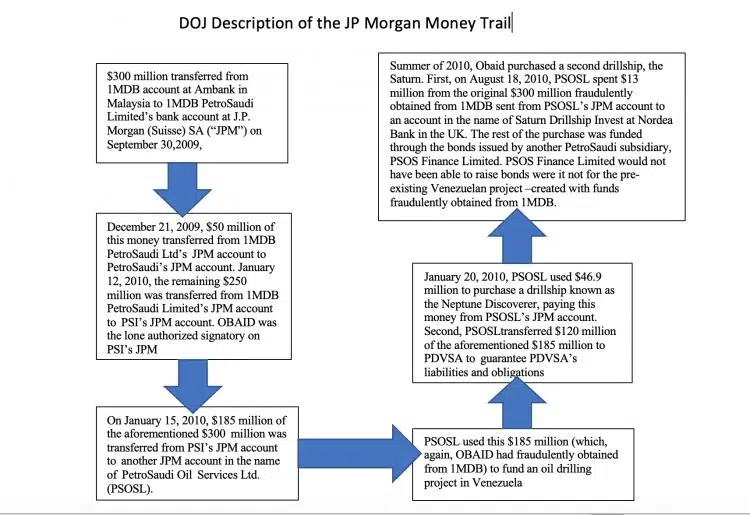 DOJ Description of the JP Morgan Money Trail
$300 million transferred from
1MDB account at Ambank in
Malaysia to 1MDB PetroSaudi
Limited's bank account at J.P.
Morgan (Suisse) SA ("JPM") on
September 30,2009,
December 21, 2009, $50 million of
this money transferred from 1MDB
PetroSaudi Ltd's JPM account to
PetroSaudi's JPM account. January
12, 2010, the remaining $250
million was transferred from 1MDB
PetroSaudi Limited's JPM account
to PSI's JPM account. OBAID was
the lone authorized signatory on
PSI's JPM
On January 15, 2010, $185 million of
the aforementioned $300 million was
transferred from PSI's JPM account
to another JPM account in the name
of PetroSaudi Oil Services Ltd.
(PSOSL).
PSOSL used this $185 million (which,
again, OBAID had fraudulently obtained
from 1MDB) to fund an oil drilling
project in Venezuela
January 20, 2010, PSOSL used $46.9
million to purchase a drillship known as
the Neptune Discoverer, paying this
money from PSOSL's JPM account.
Second, PSOSLtransferred $120 million
of the aforementioned $185 million to
PDVSA to guarantee PDVSA's
liabilities and obligations
Summer of 2010, Obaid purchased a second drillship, the
Saturn. First, on August 18, 2010, PSOSL spent $13
million from the original $300 million fraudulently
obtained from 1MDB sent from PSOSL's JPM account to
an account in the name of Saturn Drillship Invest at Nordea
Bank in the UK. The rest of the purchase was funded
through the bonds issued by another PetroSaudi subsidiary,
PSOS Finance Limited. PSOS Finance Limited would not
have been able to raise bonds were it not for the pre-
existing Venezuelan project –created with funds
fraudulently obtained from 1MDB.